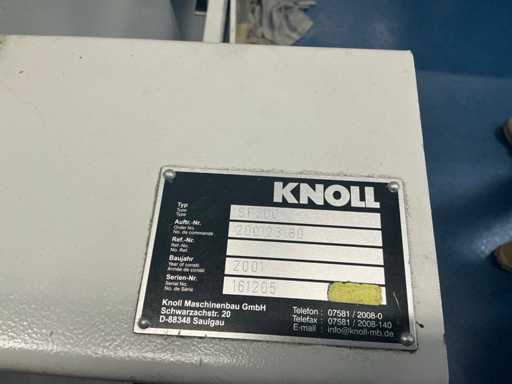 KNOLL
Typ
Type
Type
Auftr.-Nr.
Order No.
No. de commande
Ref.-Nr.
Ref.-No.
No. Ref.
Baujahr
Year of constr.
Année de constr.
2001
Serien-Nr.
Serial No.
No. de Série
161205
Knoll Maschinenbau GmbH
Schwarzachstr. 20
D-88348 Saulgau
Telefon : 07581 / 2008-0
Telefax : 07581 / 2008-140
E-mail : info@knoll-mb.de